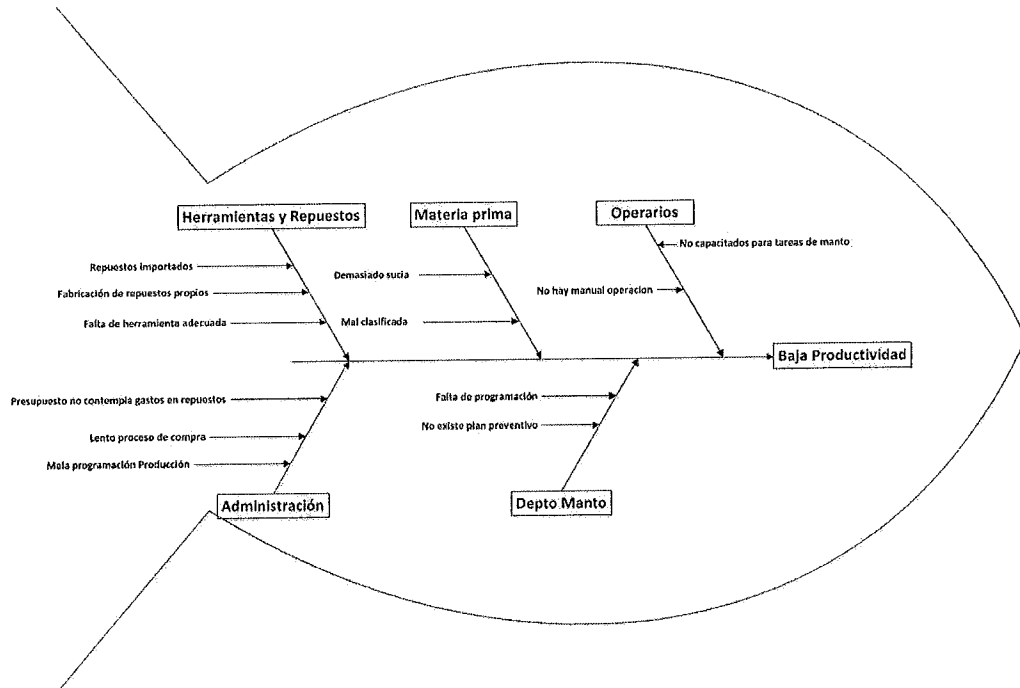 Herramientas y Repuestos
Materia prima
Operarios
No capacitados para tareas de manto
Repuestos importados
Demasiado sucia
Fabricación de repuestos propios
No hay manual operacion
Falta de herramienta adecuada
Mal clasificada
Baja Productividad
Presupuesto no contempla gastos en repuestos
Falta de programación
No existe plan preventivo
Lento proceso de compra
Mala programación Producción
Administración
Depto Manto